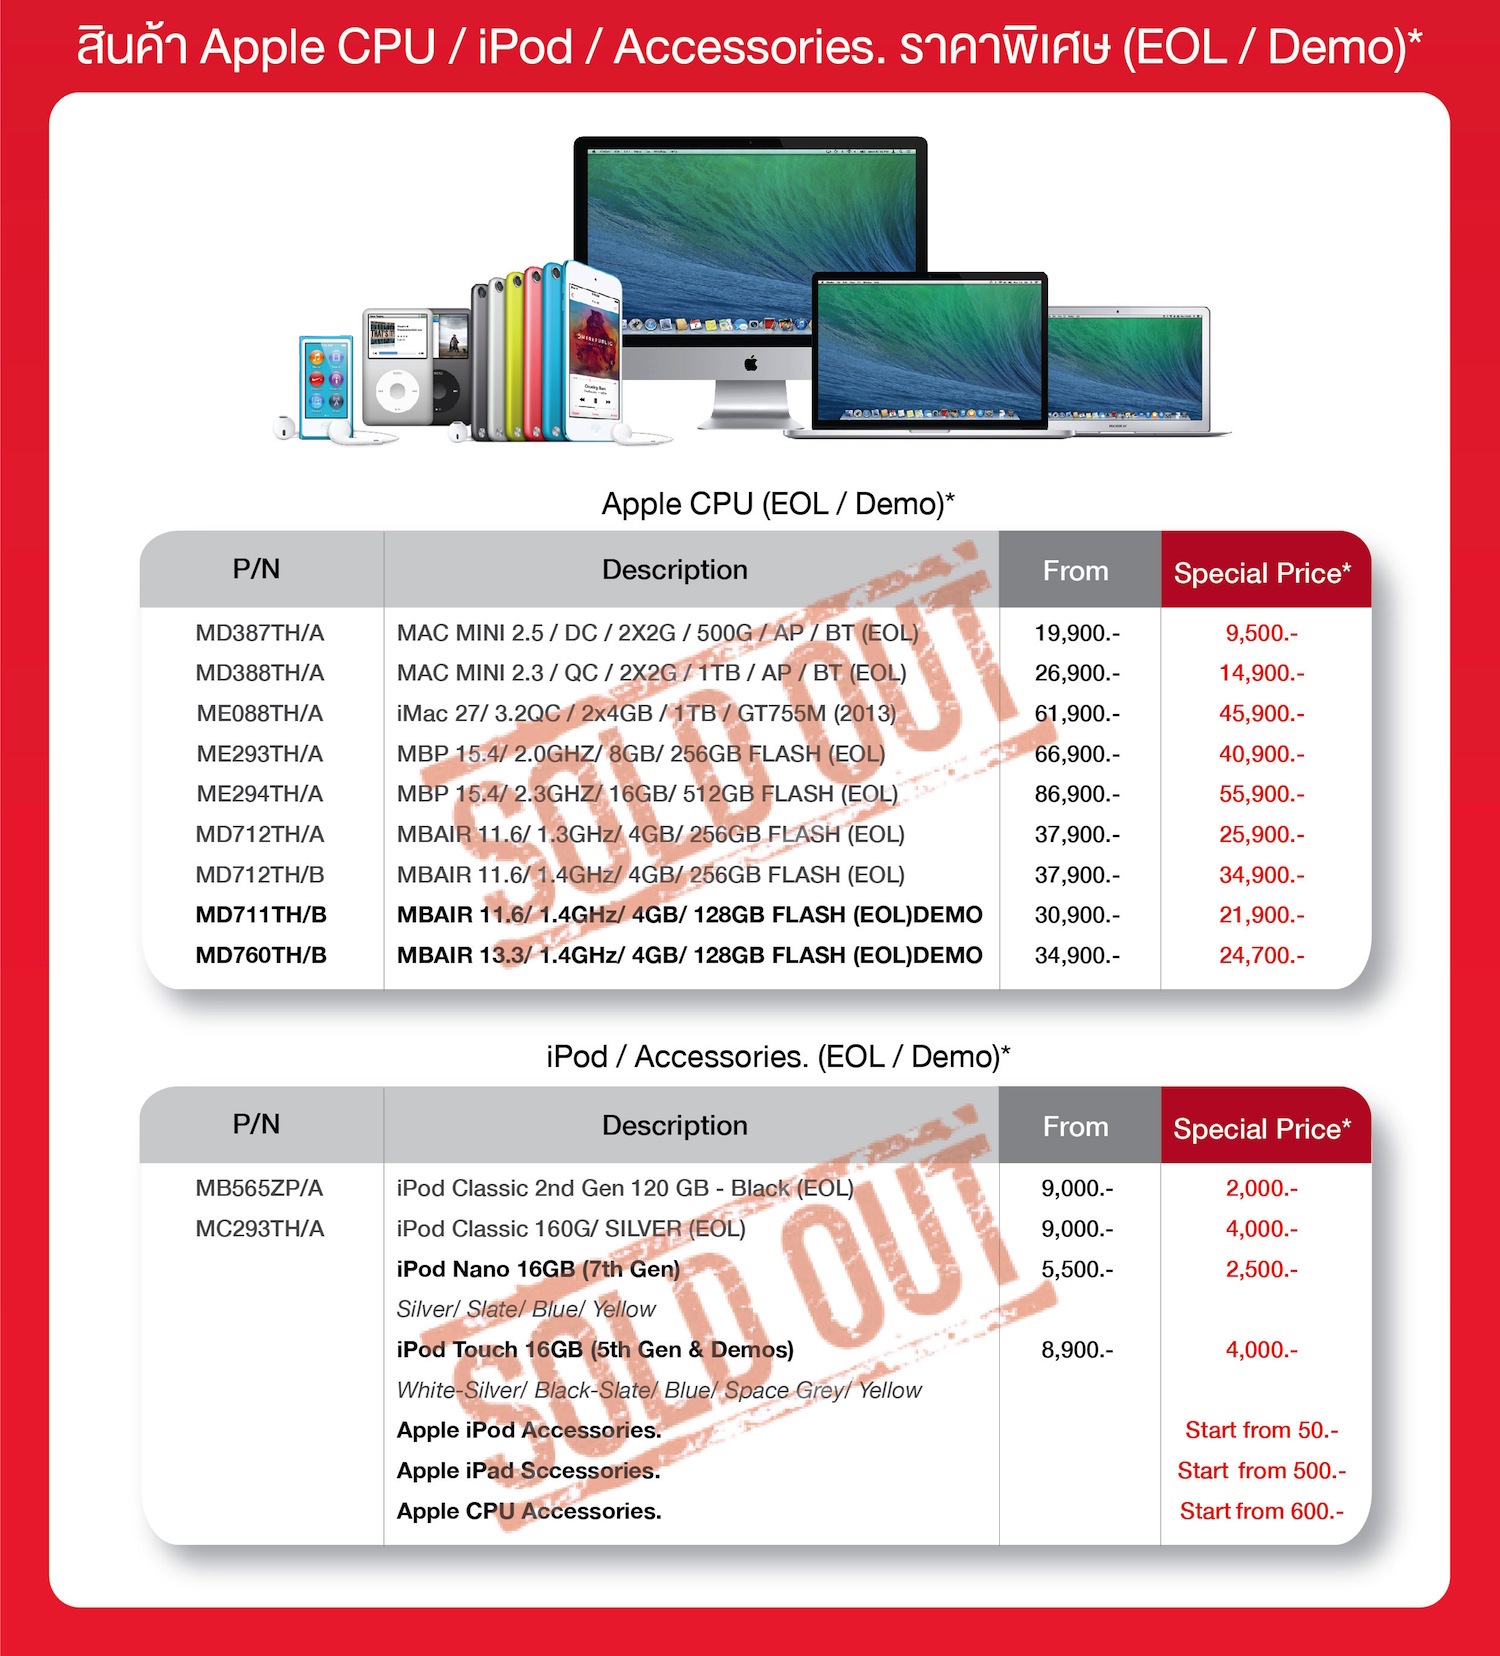 สินค้า Apple CPU / iPod / Accessories. ราคาพิเศษ (EOL / Demo)*
Apple CPU (EOL / Demo)*
P/N Description From Special Price*
MD387TH/A MAC MINI 2.5 / DC / 2X2G / 500G / AP / BT (EOL) 19,900.- 9,500.-
MD388TH/A MAC MINI 2.3 / QC / 2X2G / 1TB / AP / BT (EOL) 26,900.- 14,900.-
ME088TH/A iMac 27/ 3.2QC / 2x4GB / 1TB / GT755M (2013) 61,900.- 45,900.-
ME293TH/A MBP 15.4/ 2.0GHZ/ 8GB/ 256GB FLASH (EOL) 66,900.- 40,900.-
ME294TH/A MBP 15.4/ 2.3GHZ/ 16GB/ 512GB FLASH (EOL) 86,900.- 55,900.-
MD712TH/A MBAIR 11.6/ 1.3GHz/ 4GB/ 256GB FLASH (EOL) 37,900.- 25,900.-
MD712TH/B MBAIR 11.6/ 1.4GHz/ 4GB/ 256GB FLASH (EOL) 37,900.- 34,900.-
MD711TH/B MBAIR 11.6/ 1.4GHz/ 4GB/ 128GB FLASH (EOL)DEMO 30,900.- 21,900.-
MD760TH/B MBAIR 13.3/ 1.4GHz/ 4GB/ 128GB FLASH (EOL)DEMO 34,900.- 24,700.-
SOLD OUT
iPod / Accessories. (EOL / Demo)*
P/N Description From Special Price*
MB565ZP/A iPod Classic 2nd Gen 120 GB - Black (EOL) 9,000.- 2,000.-
MC293TH/A iPod Classic 160G/ SILVER (EOL) 9,000.- 4,000.-
iPod Nano 16GB (7th Gen) 5,500.- 2,500.-
Silver/ Slate/ Blue/ Yellow
iPod Touch 16GB (5th Gen & Demos) 8,900.- 4,000.-
White-Silver/ Black-Slate/ Blue/ Space Grey/ Yellow
Apple iPod Accessories. Start from 50.-
Apple iPad Sccessories. Start from 500.-
Apple CPU Accessories. Start from 600.-
SOLD OUT